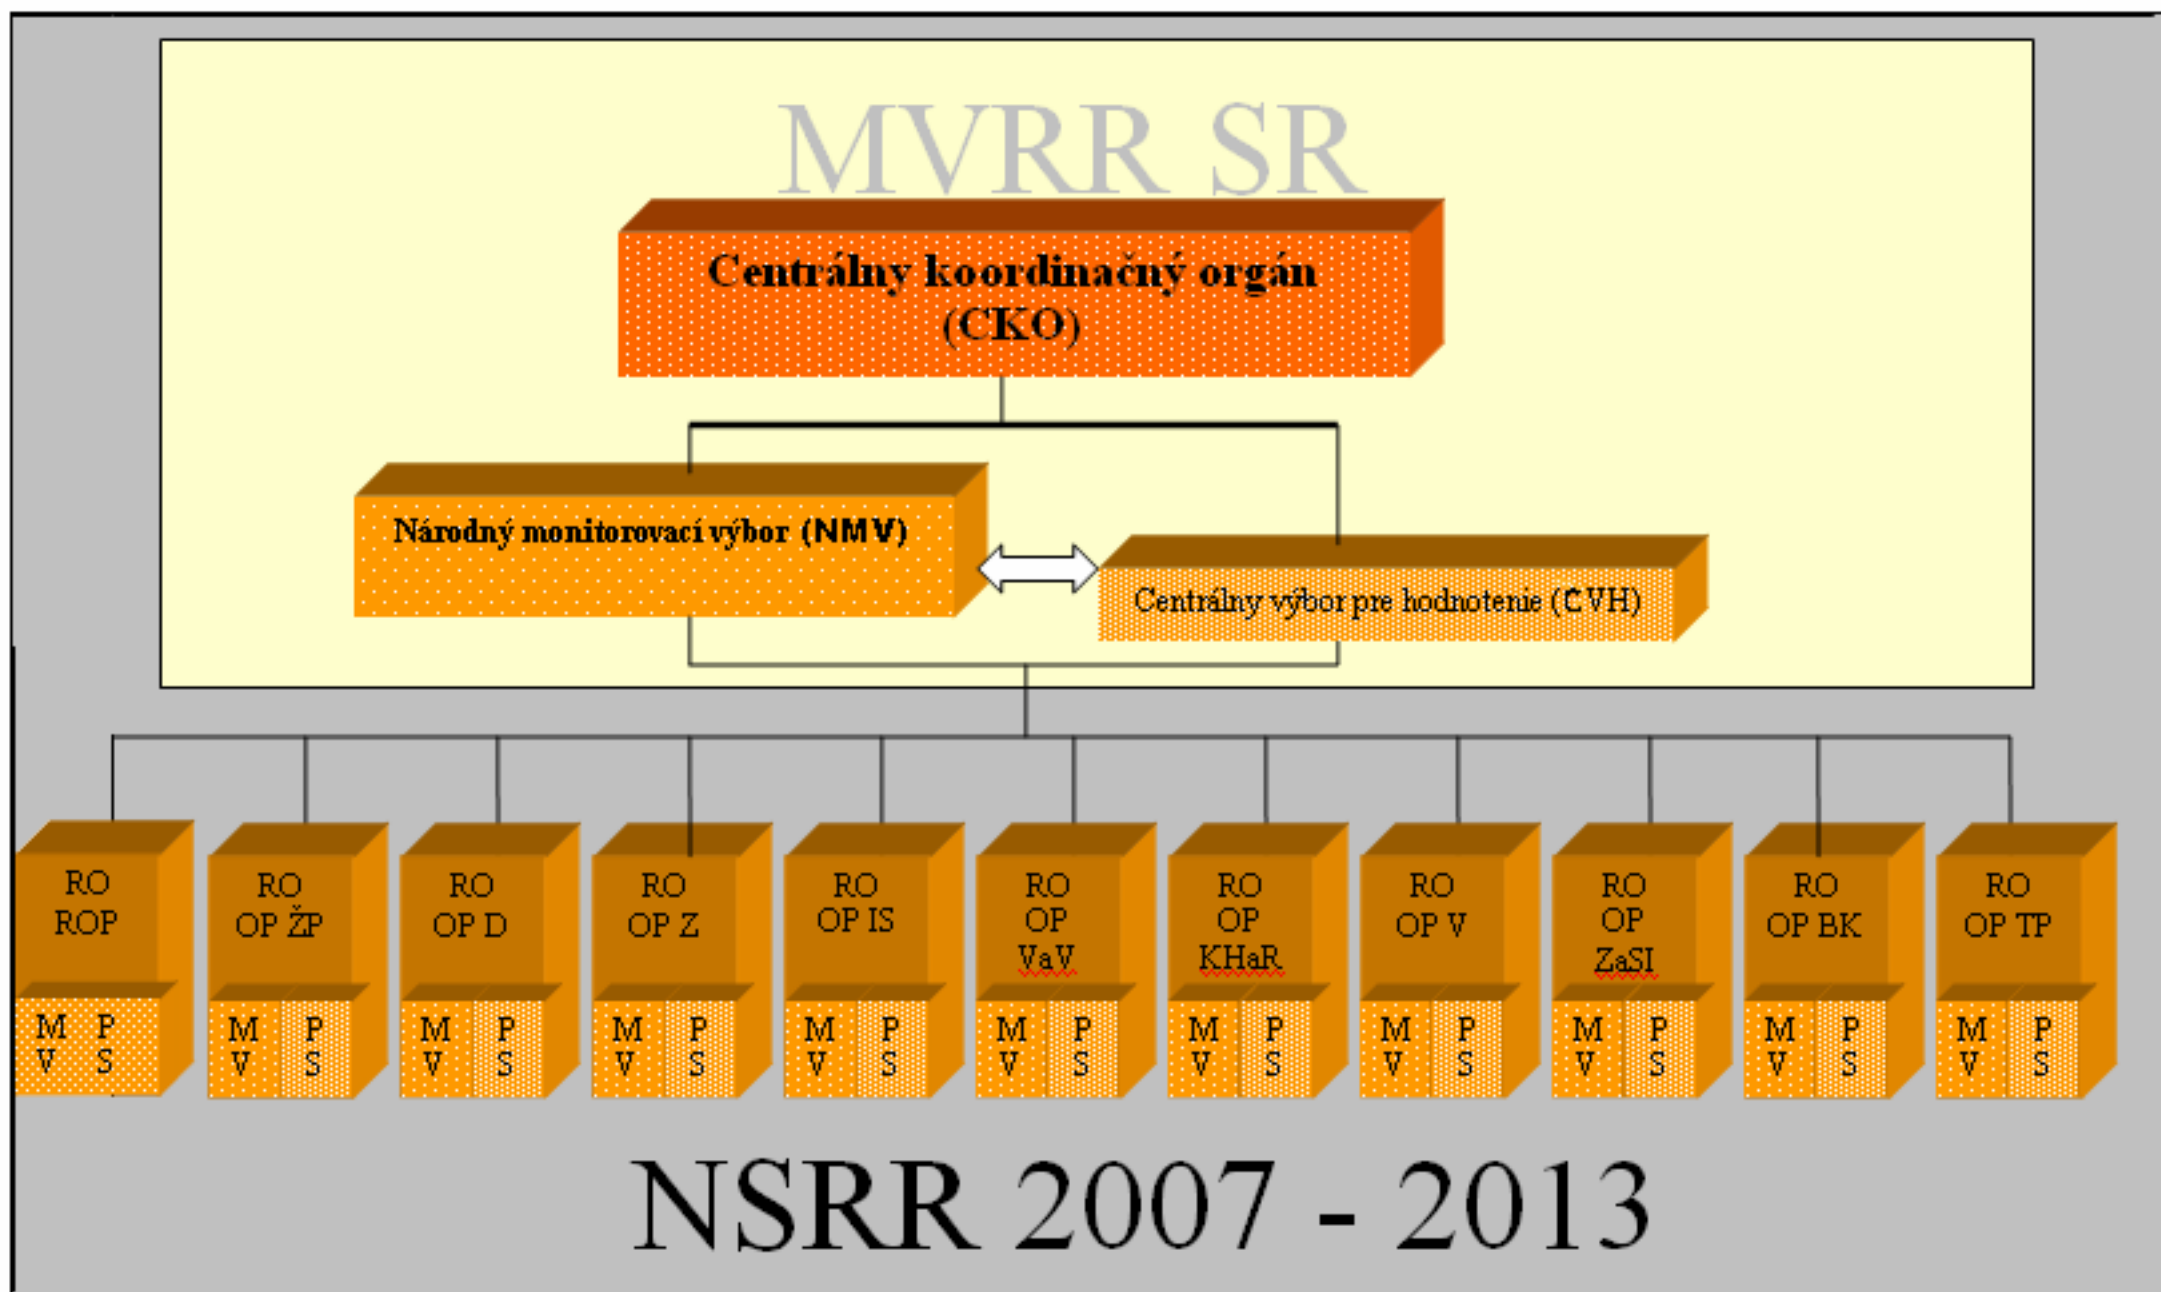 MVRR SR
Centrálny koordinačný orgán
(CKO)
Národný monitorovací výbor (NMV)
Centrálny výbor pre hodnotenie (CVH)
RO
ROP
M P
V S
RO
OP ŽP
M P
V S
RO
OP D
M P
V S
RO
OP Z
M P
V S
RO
OP IS
M P
V S
RO
OP
VaV
M P
V S
RO
OP
KHaR
M P
V S
RO
OP V
M P
V S
RO
OP
ZaSI
M P
V S
RO
OP BK
M P
V S
RO
OP TP
M P
V S
NSRR 2007 - 2013